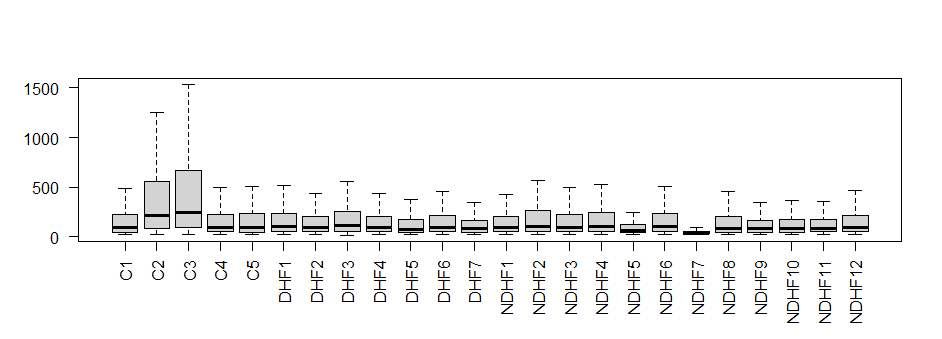 1500
1000
500
0
C1
C2
C3
C4
C5
DHF1
DHF2
DHF3
DHF4
DHF5
DHF6
DHF7
NDHF1
NDHF2
NDHF3
NDHF4
NDHF5
NDHF6
NDHF7
NDHF8
NDHF9
NDHF10
NDHF11
NDHF12